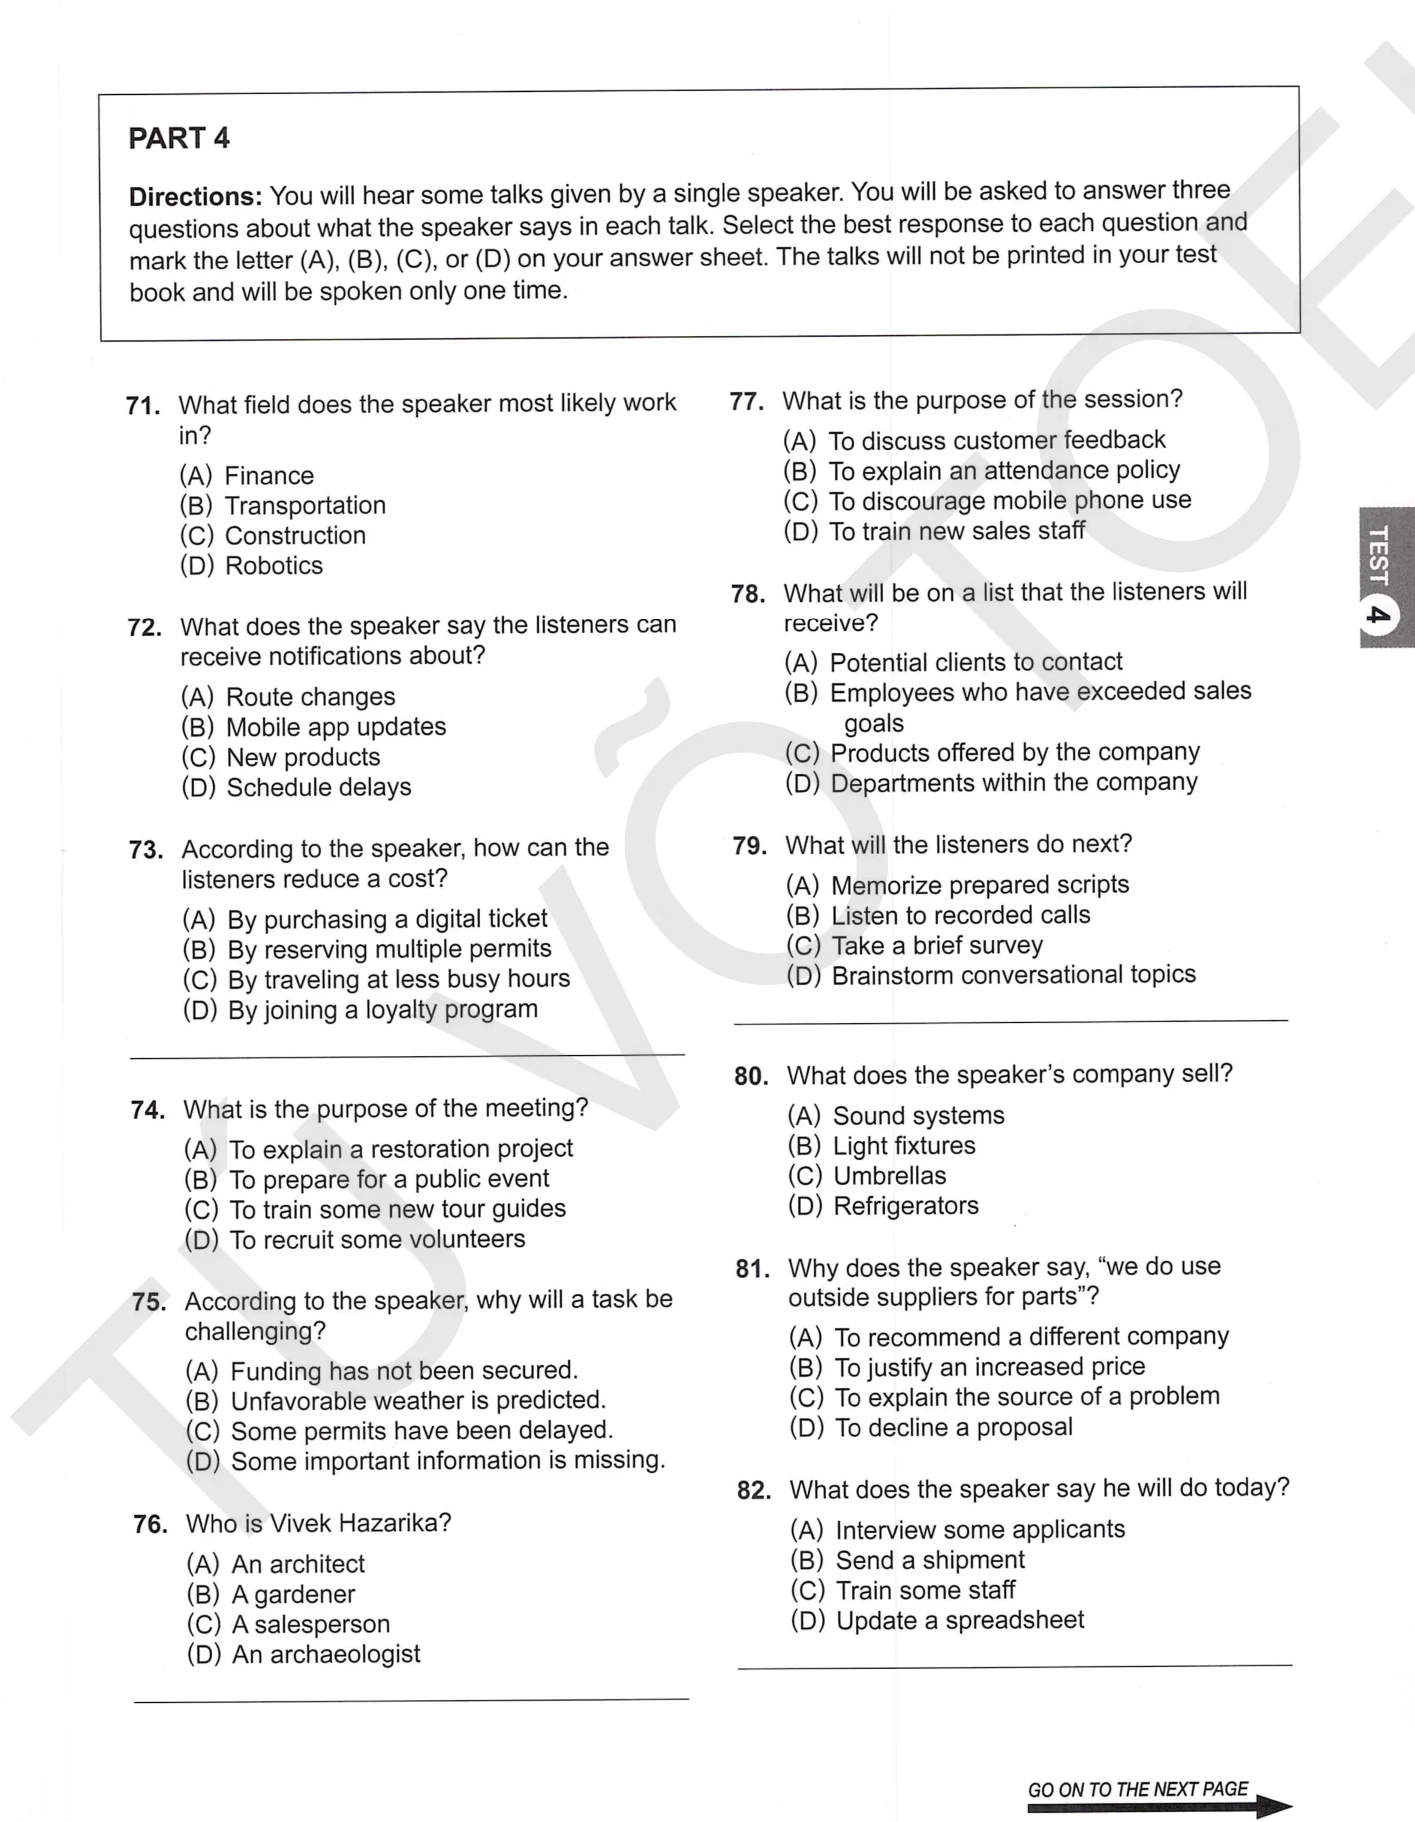 PART 4
Directions: You will hear some talks given by a single speaker. You will be asked to answer three
questions about what the speaker says in each talk. Select the best response to each question and
mark the letter (A), (B), (C), or (D) on your answer sheet. The talks will not be printed in your test
book and will be spoken only one time.
71. What field does the speaker most likely work
in?
(A) Finance
(B) Transportation
(C) Construction
(D) Robotics
72. What does the speaker say the listeners can
receive notifications about?
(A) Route changes
(B) Mobile app updates
(C) New products
(D) Schedule delays
73. According to the speaker, how can the
listeners reduce a cost?
(A) By purchasing a digital ticket
(B) By reserving multiple permits
(C) By traveling at less busy hours
(D) By joining a loyalty program
74. What is the purpose of the meeting?
(A) To explain a restoration project
(B) To prepare for a public event
(C) To train some new tour guides
(D) To recruit some volunteers
75. According to the speaker, why will a task be
challenging?
(A) Funding has not been secured.
(B) Unfavorable weather is predicted.
(C) Some permits have been delayed.
(D) Some important information is missing.
76. Who is Vivek Hazarika?
(A) An architect
(B) A gardener
(C) A salesperson
(D) An archaeologist
77. What is the purpose of the session?
(A) To discuss customer feedback
(B) To explain an attendance policy
(C) To discourage mobile phone use
(D) To train new sales staff
78. What will be on a list that the listeners will
receive?
(A) Potential clients to contact
(B) Employees who have exceeded sales
goals
(C) Products offered by the company
(D) Departments within the company
79. What will the listeners do next?
(A) Memorize prepared scripts
(B) Listen to recorded calls
(C) Take a brief survey
(D) Brainstorm conversational topics
80. What does the speaker's company sell?
(A) Sound systems
(B) Light fixtures
(C) Umbrellas
(D) Refrigerators
81. Why does the speaker say, "we do use
outside suppliers for parts"?
(A) To recommend a different company
(B) To justify an increased price
(C) To explain the source of a problem
(D) To decline a proposal
82. What does the speaker say he will do today?
(A) Interview some applicants
(B) Send a shipment
(C) Train some staff
(D) Update a spreadsheet
TEST 4
GO ON TO THE NEXT PAGE
TÚ VÕ TOE